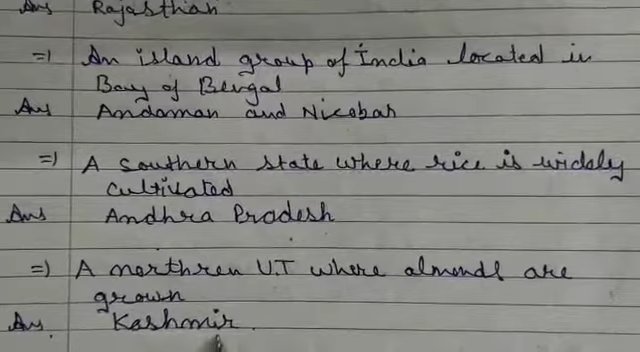 Ans Rajasthan
=) An island group of India located in
Bay of Bengal
Ans Andaman and Nicobar
=) A southern state where rice is widely
cultivated
Ans Andhra Pradesh
=) A northren U.T where almonds are
grown
Ans. Kashmir.